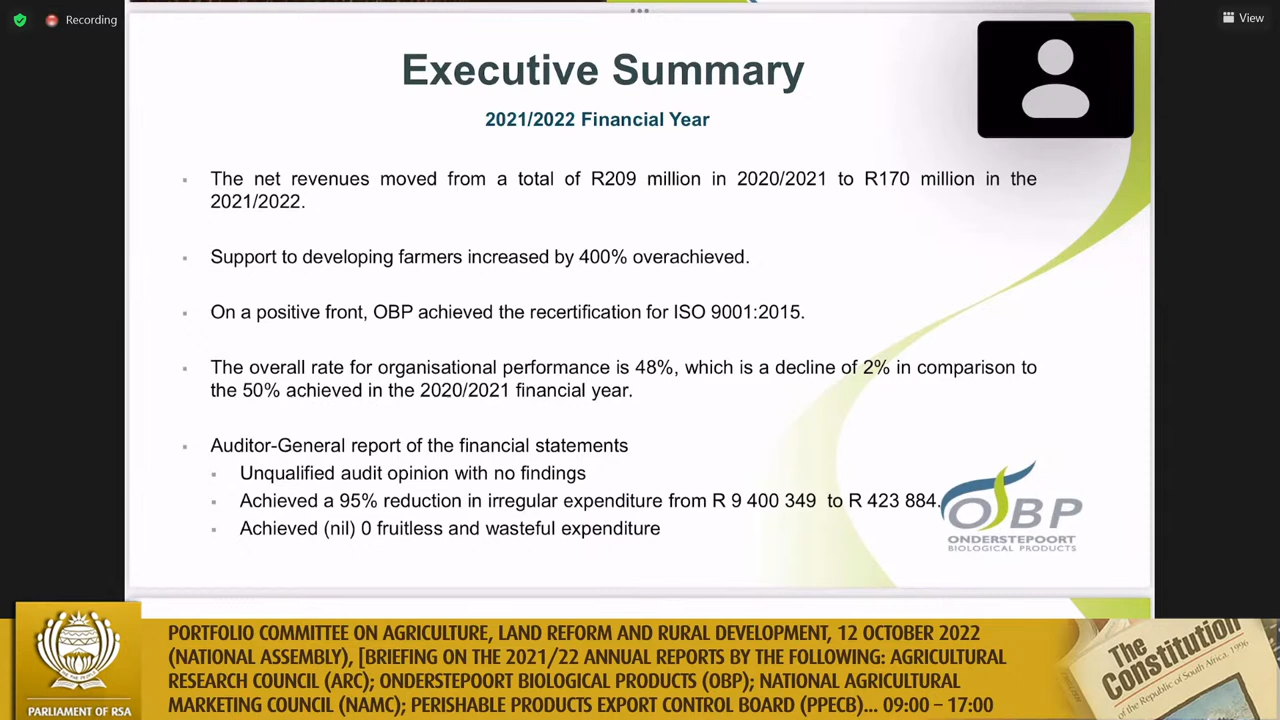 Recording
View
Executive Summary
2021/2022 Financial Year
The net revenues moved from a total of R209 million in 2020/2021 to R170 million in the
2021/2022.
Support to developing farmers increased by 400% overachieved.
On a positive front, OBP achieved the recertification for ISO 9001:2015.
The overall rate for organisational performance is 48%, which is a decline of 2% in comparison to
the 50% achieved in the 2020/2021 financial year.
Auditor-General report of the financial statements
Unqualified audit opinion with no findings
Achieved a 95% reduction in irregular expenditure from R 9 400 349 to R 423 884.
Achieved (nil) 0 fruitless and wasteful expenditure
OBP
ONDERSTEPOORT
BIOLOGICAL PRODUCTS
PARLIAMENT OF RSA
PORTFOLIO COMMITTEE ON AGRICULTURE, LAND REFORM AND RURAL DEVELOPMENT, 12 OCTOBER 2022
(NATIONAL ASSEMBLY), [BRIEFING ON THE 2021/22 ANNUAL REPORTS BY THE FOLLOWING: AGRICULTURAL
RESEARCH COUNCIL (ARC); ONDERSTEPOORT BIOLOGICAL PRODUCTS (OBP); NATIONAL AGRICULTURAL
MARKETING COUNCIL (NAMC); PERISHABLE PRODUCTS EXPORT CONTROL BOARD (PPECB)... 09:00 – 17:00
The
Constitution
of the Republic of South Africa, 1996